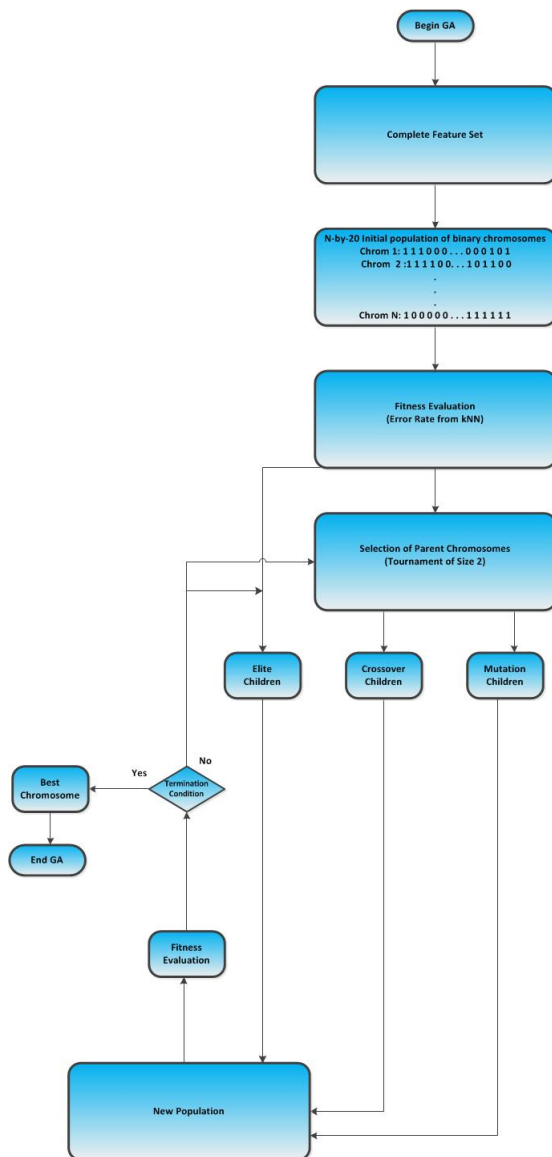 Begin GA
Complete Feature Set
N-by-20 Initial population of binary chromosomes
Chrom 1: 1 1 1 0 0 0 . . . 0 0 0 1 0 1
Chrom 2 :1 1 1 1 0 0. . . 1 0 1 1 0 0
.
.
.
Chrom N: 1 0 0 0 0 0 . . . 1 1 1 1 1 1
Fitness Evaluation
(Error Rate from kNN)
Selection of Parent Chromosomes
(Tournament of Size 2)
Elite
Children
Crossover
Children
Mutation
Children
No
Yes
Termination
Condition
Best
Chromosome
End GA
Fitness
Evaluation
New Population